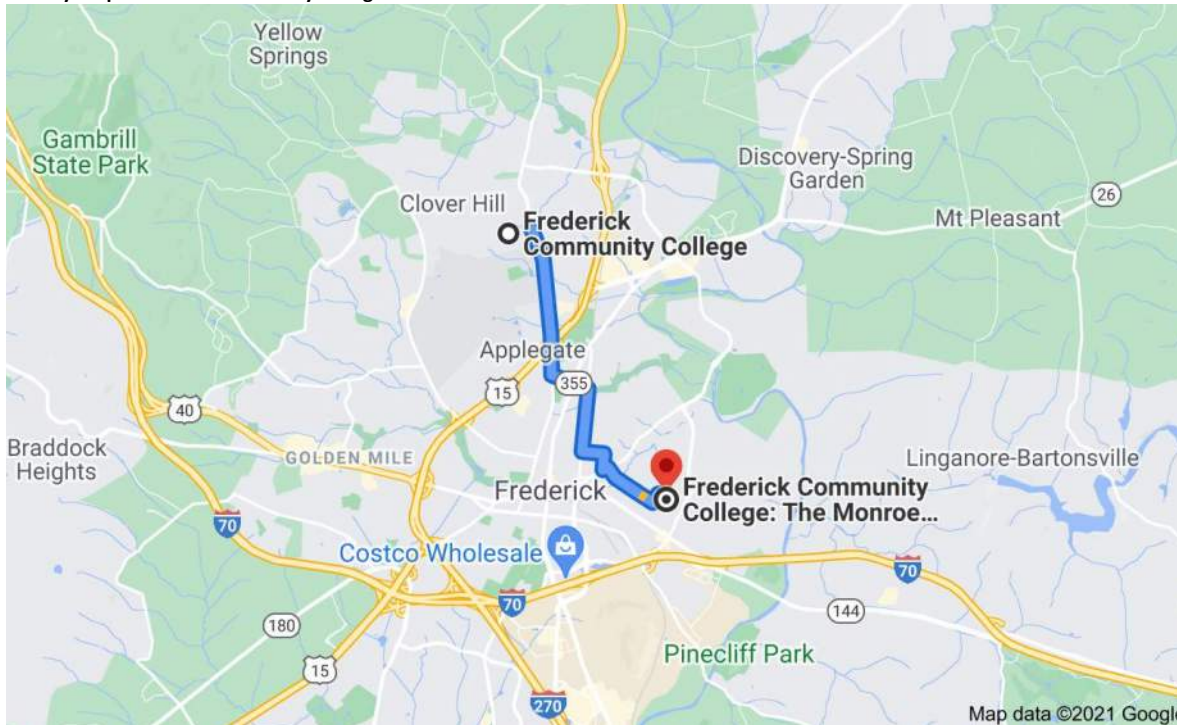 Yellow
Springs
Gambrill
State Park
Discovery-Spring
Garden
26
Clover Hill
Mt Pleasant
Frederick
Community College
Applegate
355
15
40
Braddock
Heights
GOLDEN MILE
Linganore-Bartonsville
Frederick
Frederick Community
College: The Monroe...
70
Costco Wholesale
70
70
144
180
15
Pinecliff Park
270
Map data ©2021 Google